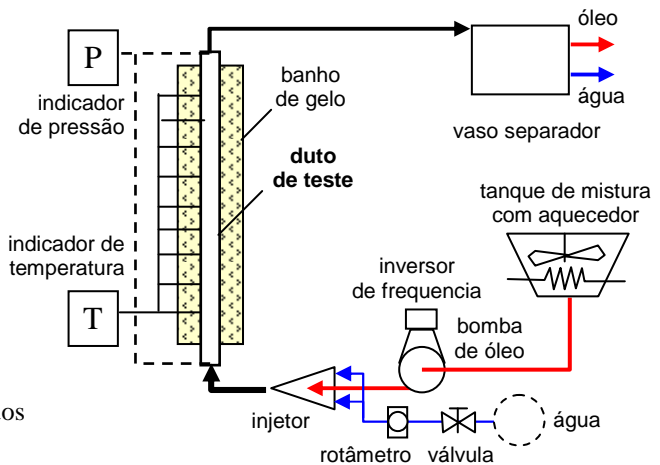 P
indicador
de pressão
banho
de gelo
duto
de teste
óleo
água
vaso separador
tanque de mistura
com aquecedor
indicador de
temperatura
T
inversor
de frequencia
bomba
de óleo
injetor
rotâmetro
válvula
água
os